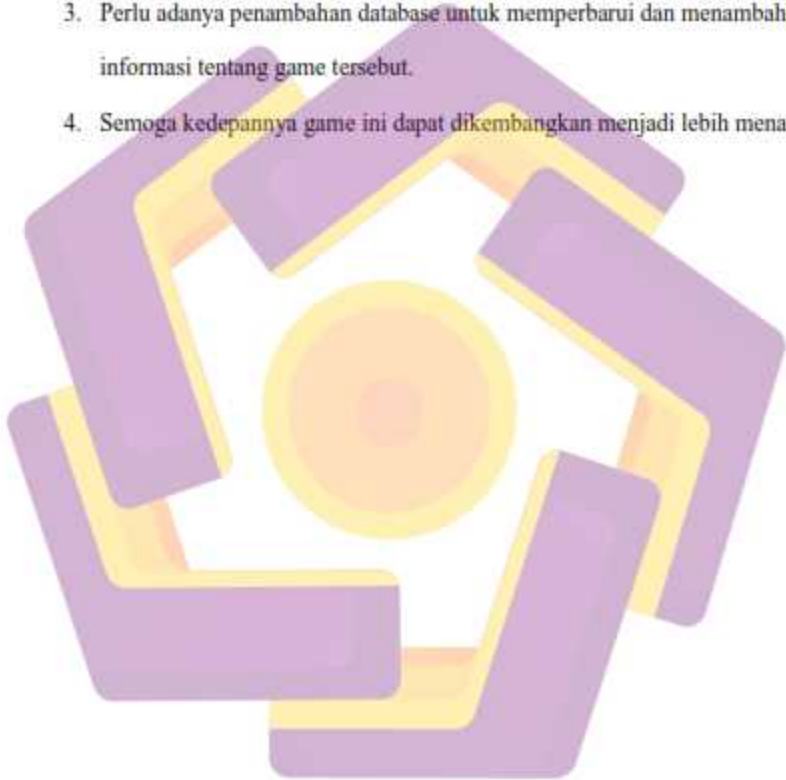 3. Perlu adanya penambahan database untuk memperbarui dan menambah
informasi tentang game tersebut.
4. Semoga kedepannya game ini dapat dikembangkan menjadi lebih mena